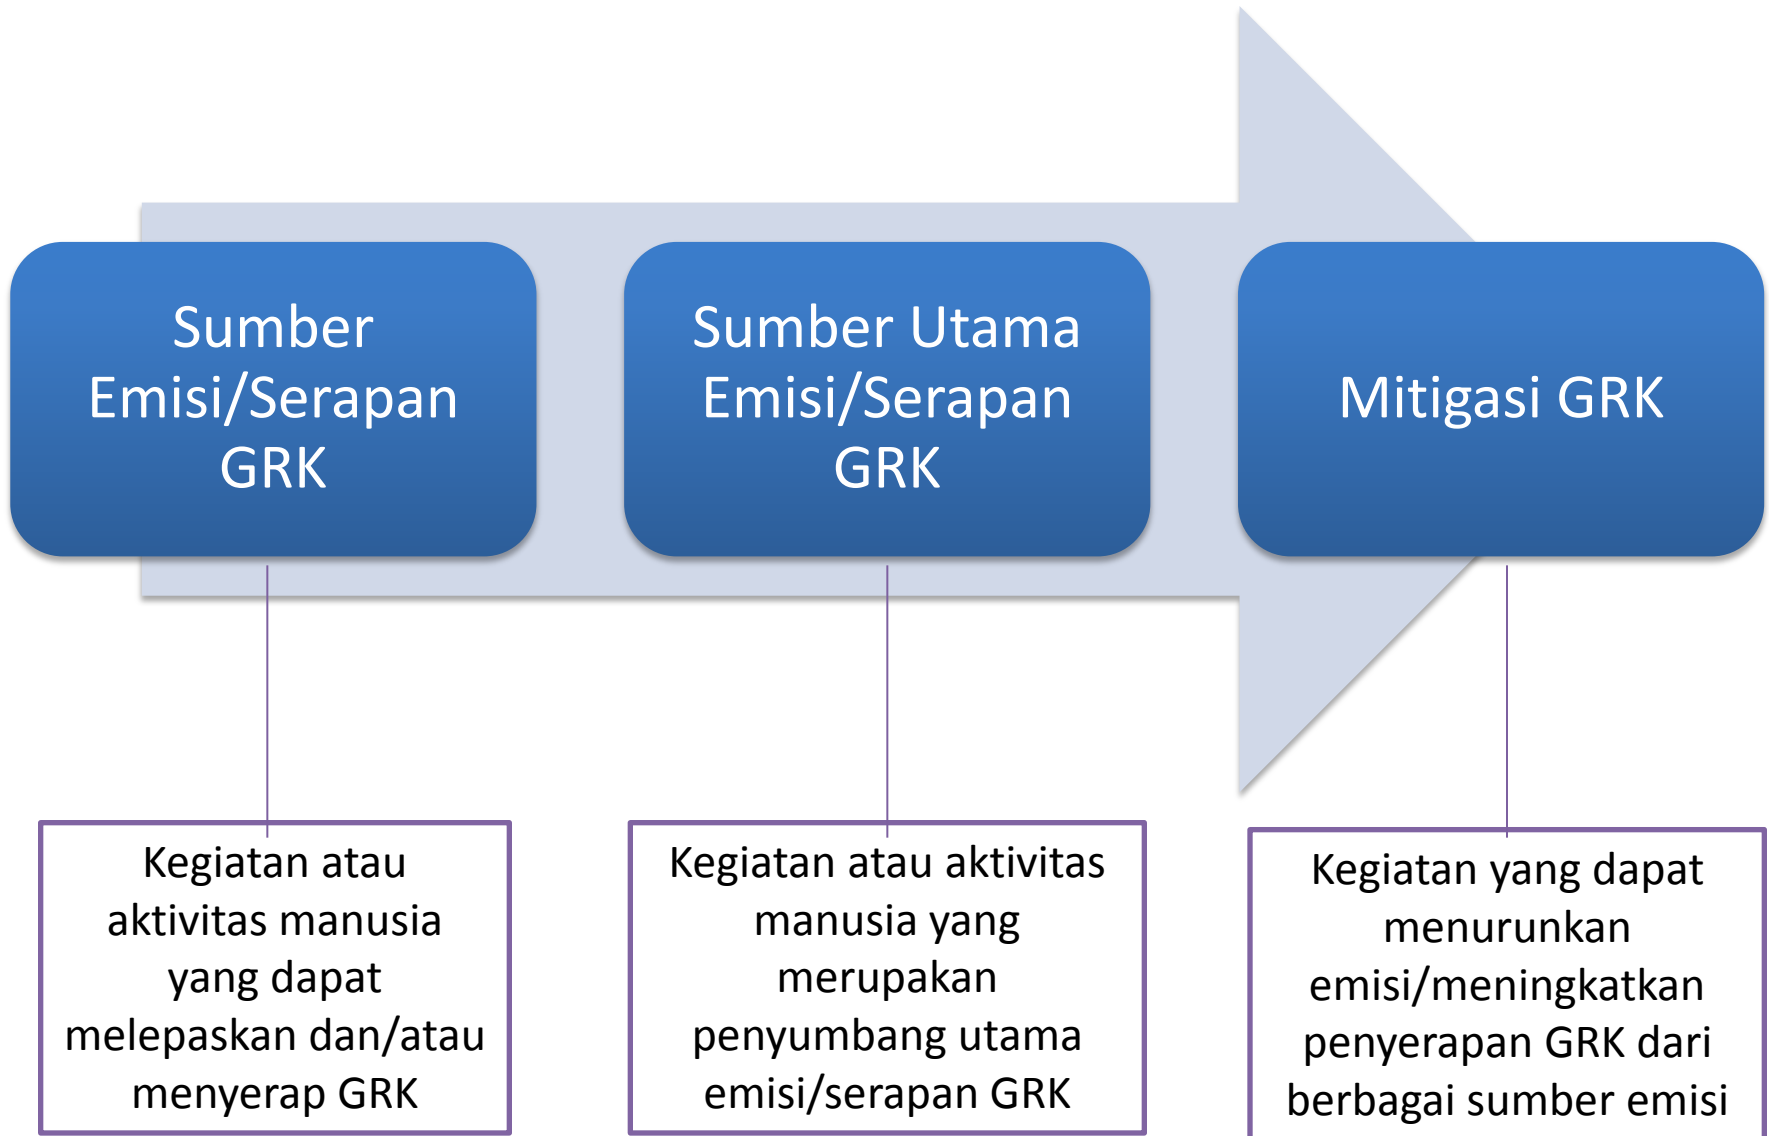 Sumber
Emisi/Serapan
GRK
Sumber Utama
Emisi/Serapan
GRK
Mitigasi GRK
Kegiatan atau
aktivitas manusia
yang dapat
melepaskan dan/atau
menyerap GRK
Kegiatan atau aktivitas
manusia yang
merupakan
penyumbang utama
emisi/serapan GRK
Kegiatan yang dapat
menurunkan
emisi/meningkatkan
penyerapan GRK dari
berbagai sumber emisi